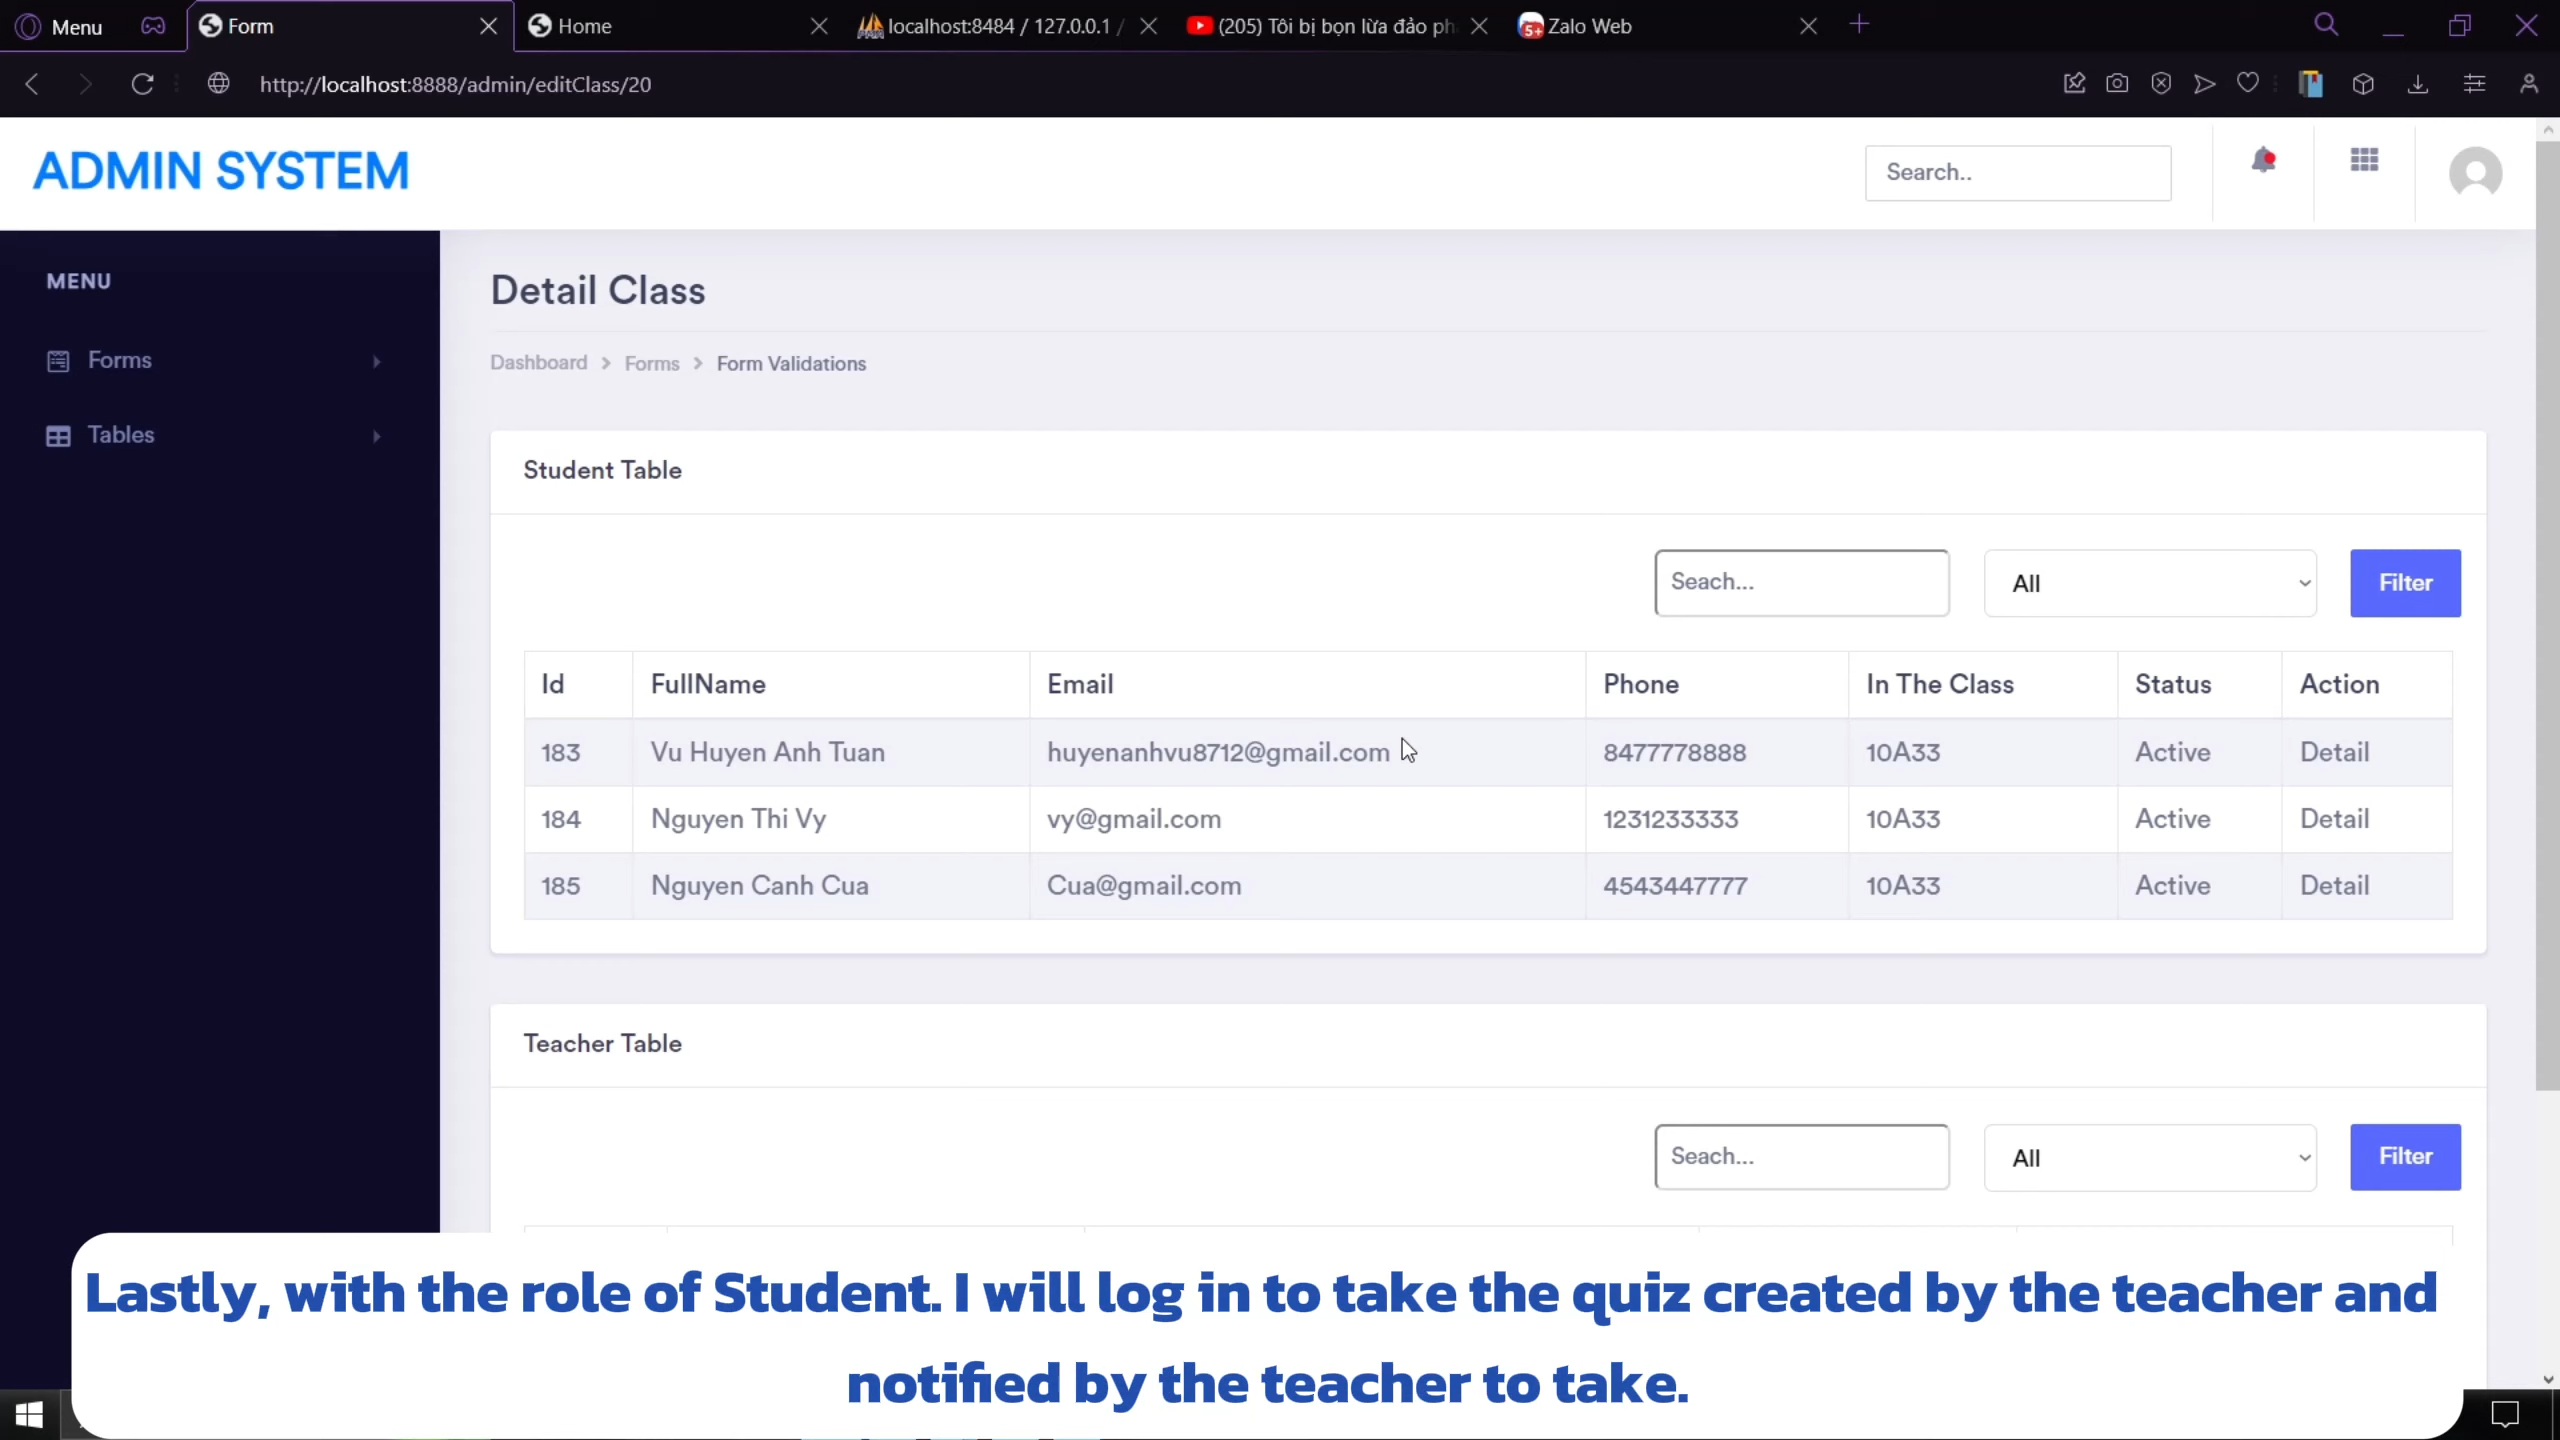 Menu
Form
Home
localhost:8484 / 127.0.0.1 /
(205) Tôi bị bọn lừa đảo ph
5+ Zalo Web
http://localhost:8888/admin/editClass/20
ADMIN SYSTEM
Search..
MENU
Forms
Tables
Detail Class
Dashboard > Forms > Form Validations
Student Table
Seach... All Filter
Id FullName Email Phone In The Class Status Action
183 Vu Huyen Anh Tuan huyenanhvu8712@gmail.com 8477778888 10A33 Active Detail
184 Nguyen Thi Vy vy@gmail.com 1231233333 10A33 Active Detail
185 Nguyen Canh Cua Cua@gmail.com 4543447777 10A33 Active Detail
Teacher Table
Seach... All Filter
Lastly, with the role of Student. I will log in to take the quiz created by the teacher and
notified by the teacher to take.